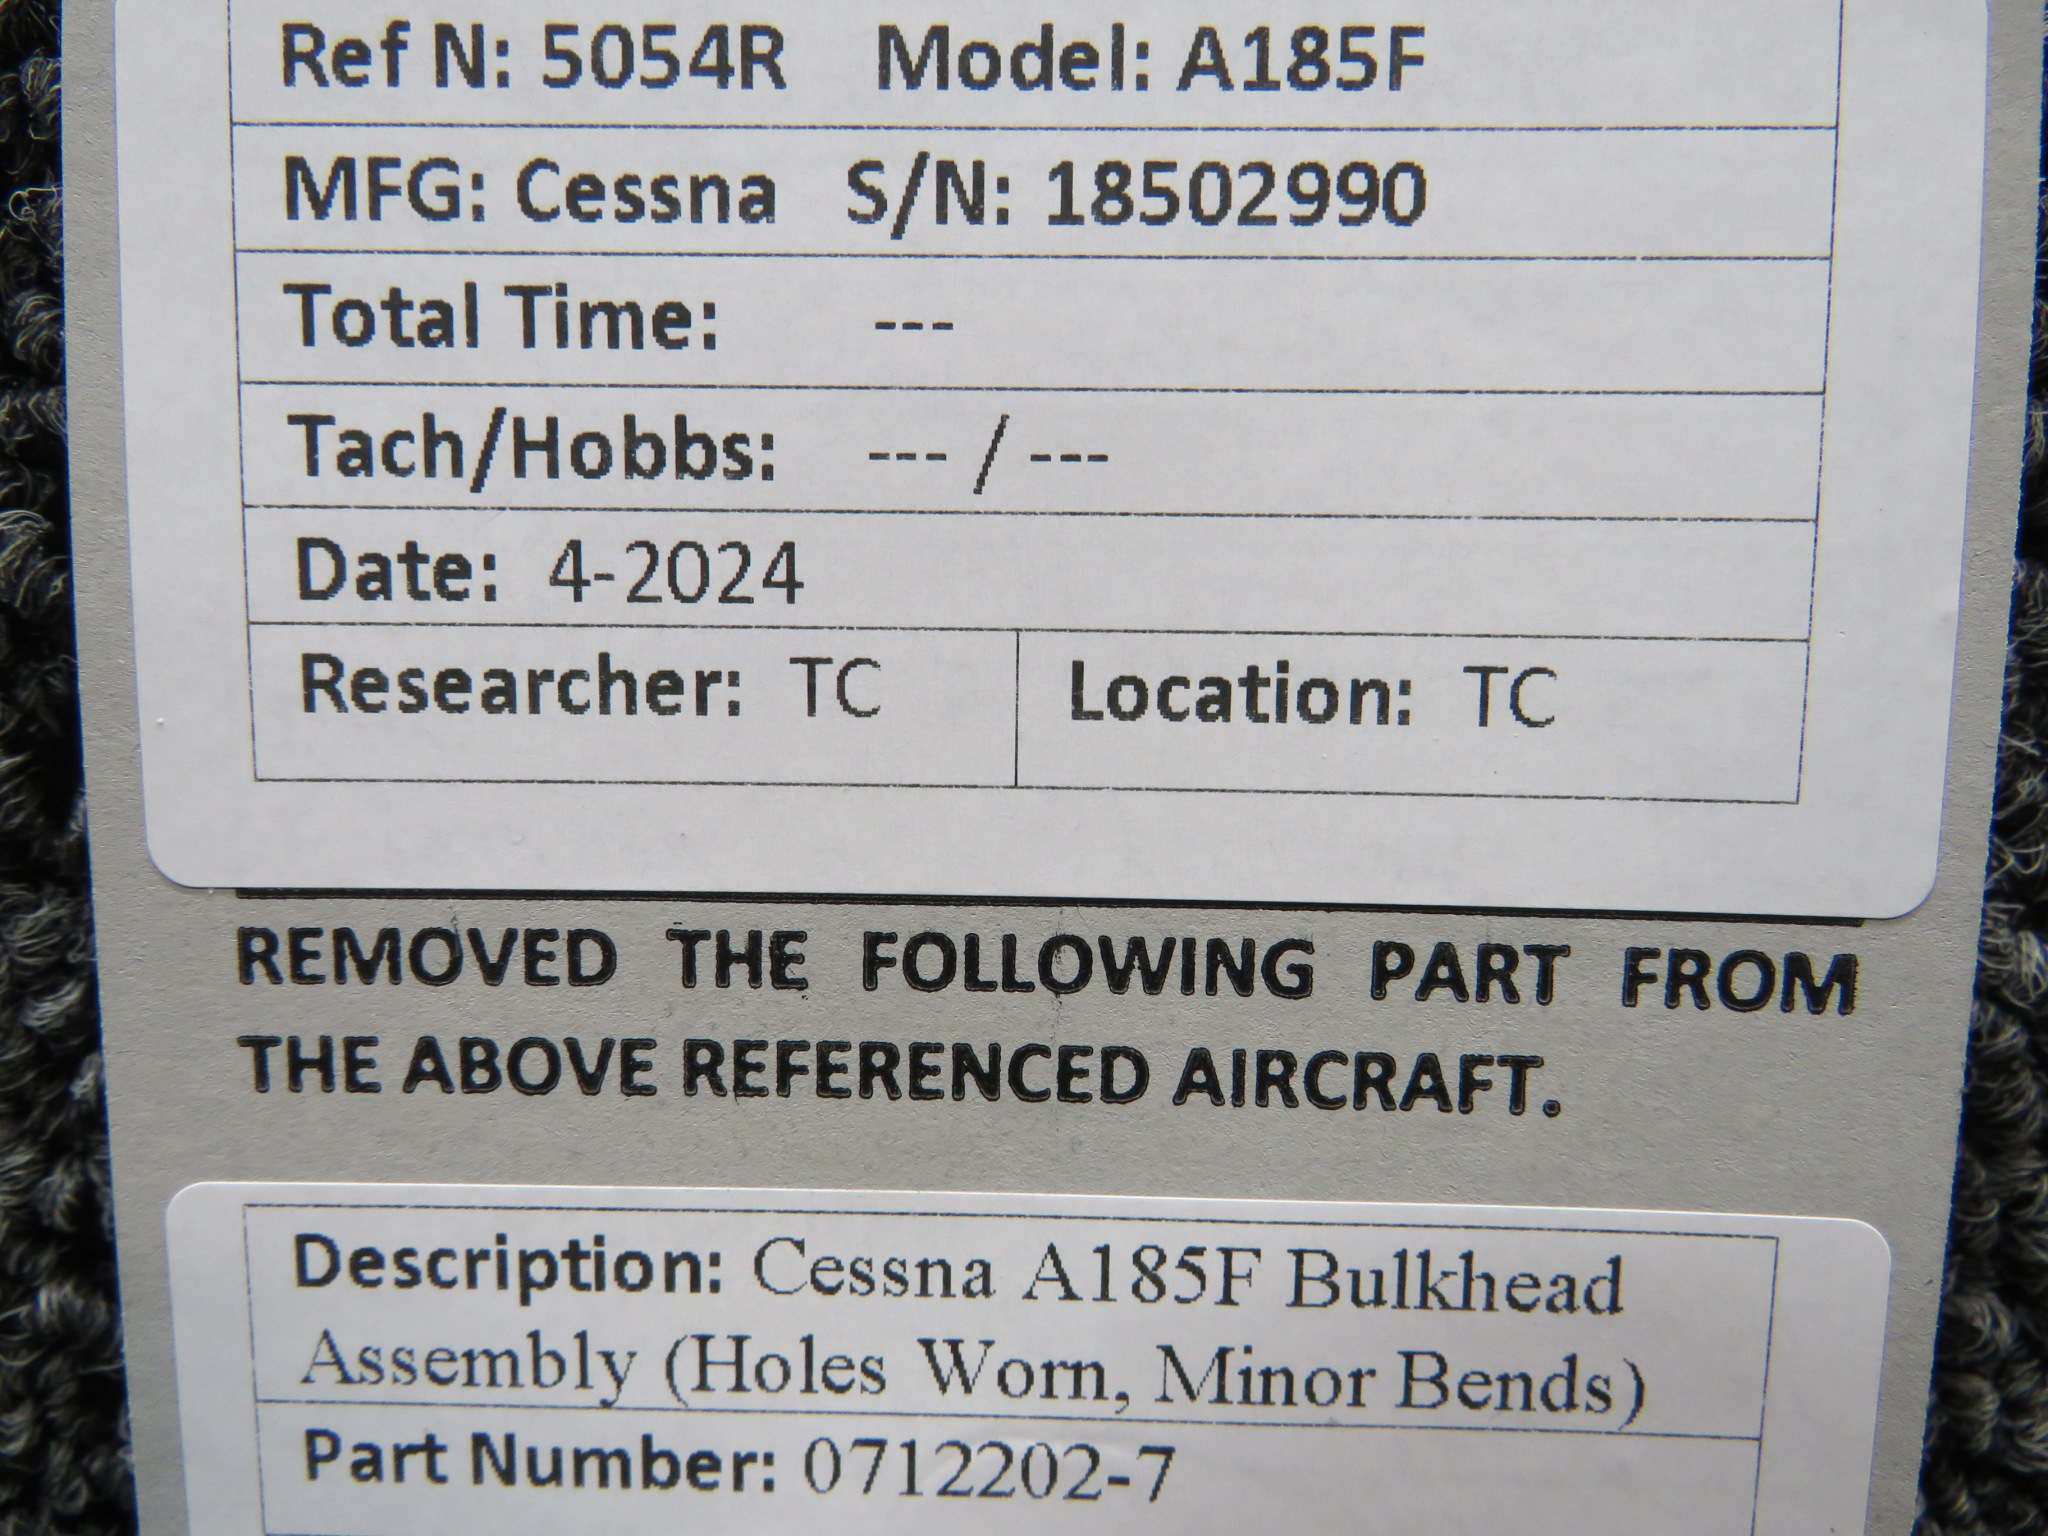 Ref N: 5054R Model: A185F
MFG: Cessna S/N: 18502990
Total Time: ---
Tach/Hobbs: --- / ---
Date: 4-2024
Researcher: TC Location: TC
REMOVED THE FOLLOWING PART FROM
THE ABOVE REFERENCED AIRCRAFT.
Description: Cessna A185F Bulkhead
Assembly (Holes Worn, Minor Bends)
Part Number: 0712202-7